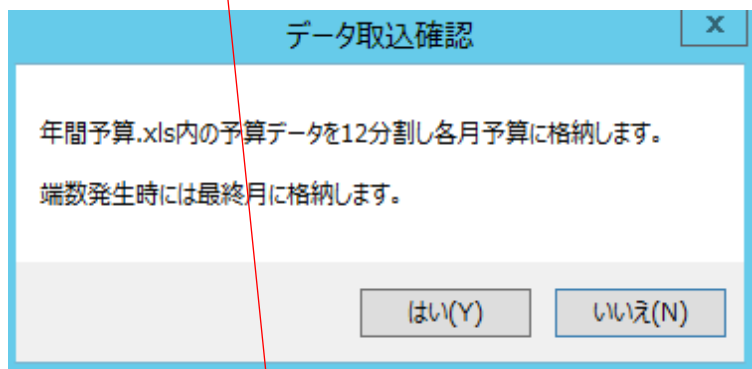 データ取込確認
x
年間予算.xls内の予算データを12分割し各月予算に格納します。
端数発生時には最終月に格納します。
はい(Y)
いいえ(N)